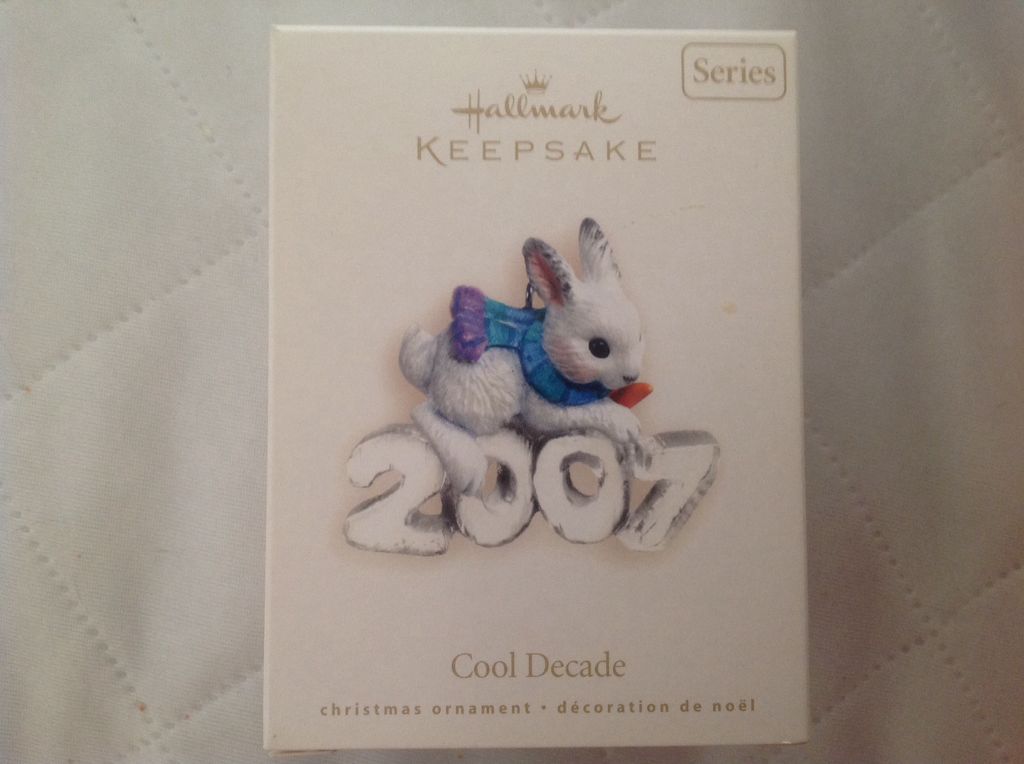 Series
Hallmark
KEEPSAKE
2007
Cool Decade
christmas ornament • décoration de noël